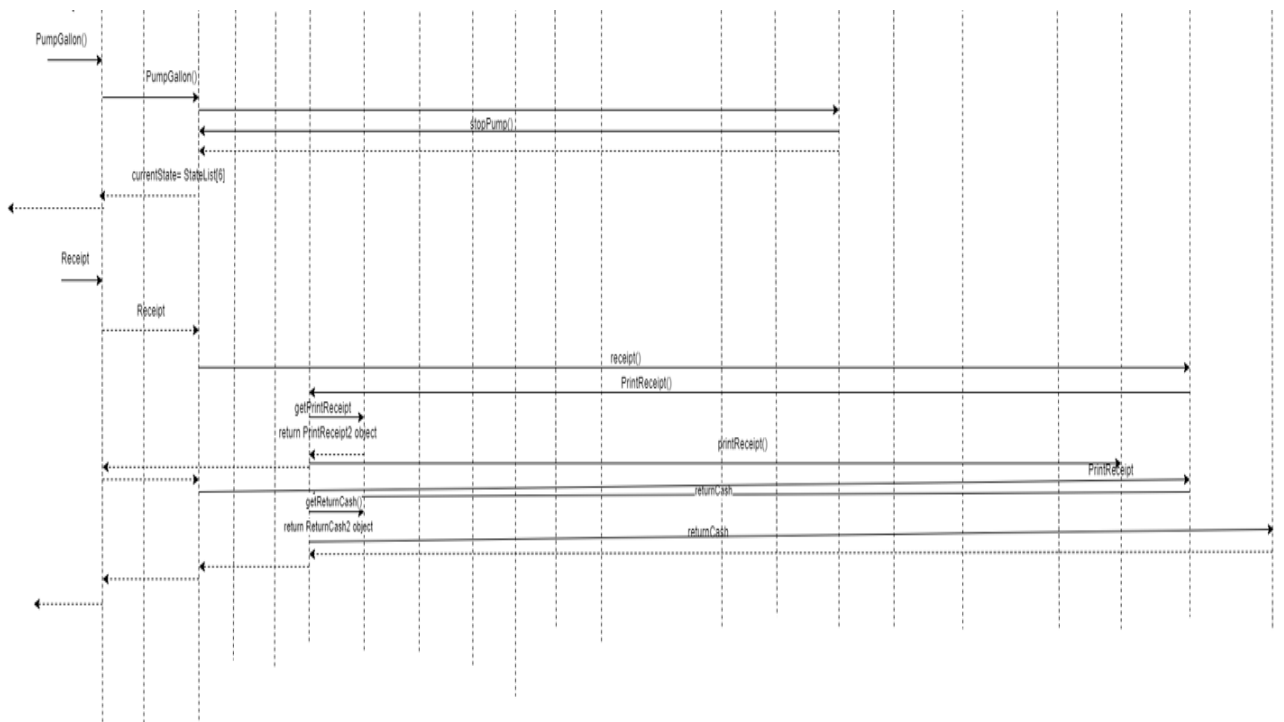 PumpGallon()
PumpGallon()
stopPump()
currentState= StateList[6]
Receipt
Receipt
receipt()
PrintReceipt()
getPrintReceipt
return PrintReceipt2 object
printReceipt()
PrintReceipt
returnCash
getReturnCash()
return ReturnCash2 object
returnCash